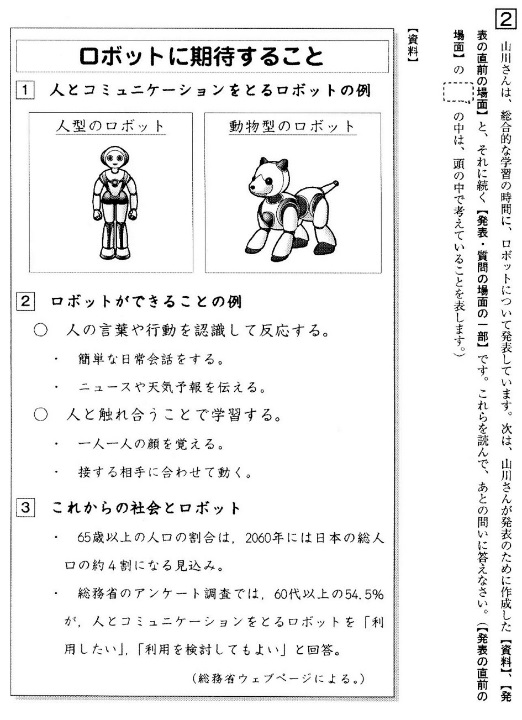 2
山川さんは、総合的な学習の時間に、ロボットについて発表しています。次は、山川さんが発表のために作成した【資料】、【発
表の直前の場面】と、それに続く【発表・質問の場面の一部】です。これらを読んで、あとの問いに答えなさい。（【発表の直前の
場面】の　　　の中は、頭の中で考えていることを表します。）
【資料】
ロボットに期待すること
1 人とコミュニケーションをとるロボットの例
人型のロボット
動物型のロボット
2 ロボットができることの例
○ 人の言葉や行動を認識して反応する。
・ 簡単な日常会話をする。
・ ニュースや天気予報を伝える。
○ 人と触れ合うことで学習する。
・ 一人一人の顔を覚える。
・ 接する相手に合わせて動く。
3 これからの社会とロボット
・ 65歳以上の人口の割合は，2060年には日本の総人
口の約４割になる見込み。
・ 総務省のアンケート調査では，60代以上の54.5%
が，人とコミュニケーションをとるロボットを「利
用したい」，「利用を検討してもよい」と回答。
（総務省ウェブページによる。）